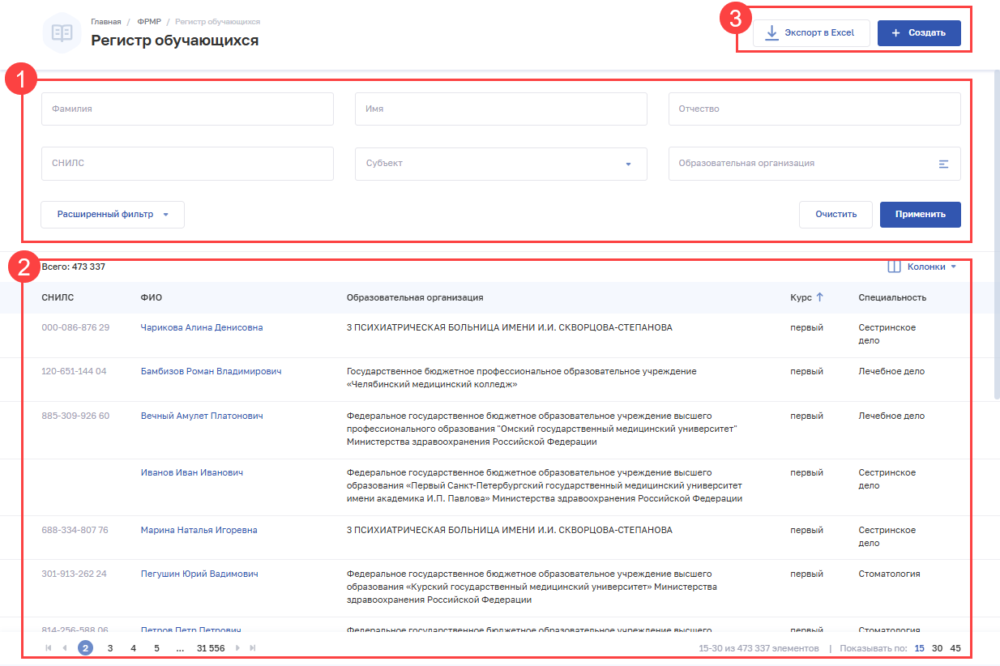 Главная / ФРМР / Регистр обучающихся
Регистр обучающихся
3
Экспорт в Excel
+ Создать
1
Фамилия
Имя
Отчество
СНИЛС
Субъект
Образовательная организация
Расширенный фильтр
Очистить
Применить
2
Всего: 473 337
Колонки
СНИЛС ФИО Образовательная организация Курс Специальность
000-086-876 29 Чарикова Алина Денисовна 3 ПСИХИАТРИЧЕСКАЯ БОЛЬНИЦА ИМЕНИ И.И. СКВОРЦОВА-СТЕПАНОВА первый Сестринское
дело
120-651-144 04 Бамбизов Роман Владимирович Государственное бюджетное профессиональное образовательное учреждение первый Лечебное дело
«Челябинский медицинский колледж»
885-309-926 60 Вечный Амулет Платонович Федеральное государственное бюджетное образовательное учреждение высшего первый Лечебное дело
профессионального образования "Омский государственный медицинский университет"
Министерства здравоохранения Российской Федерации
Иванов Иван Иванович Федеральное государственное бюджетное образовательное учреждение высшего первый Сестринское
образования «Первый Санкт-Петербургский государственный медицинский университет дело
имени академика И.П. Павлова» Министерства здравоохранения Российской Федерации
688-334-807 76 Марина Наталья Игоревна 3 ПСИХИАТРИЧЕСКАЯ БОЛЬНИЦА ИМЕНИ И.И. СКВОРЦОВА-СТЕПАНОВА первый Сестринское
дело
301-913-262 24 Пегушин Юрий Вадимович Федеральное государственное бюджетное образовательное учреждение высшего первый Стоматология
образования «Курский государственный медицинский университет» Министерства
здравоохранения Российской Федерации
814-256-588 06 Петров Петр Петрович Федеральное государственное бюджетное образовательное учреждение высшего первый Стоматология
2 3 4 5 ... 31 556
15-30 из 473 337 элементов | Показывать по: 15 30 45